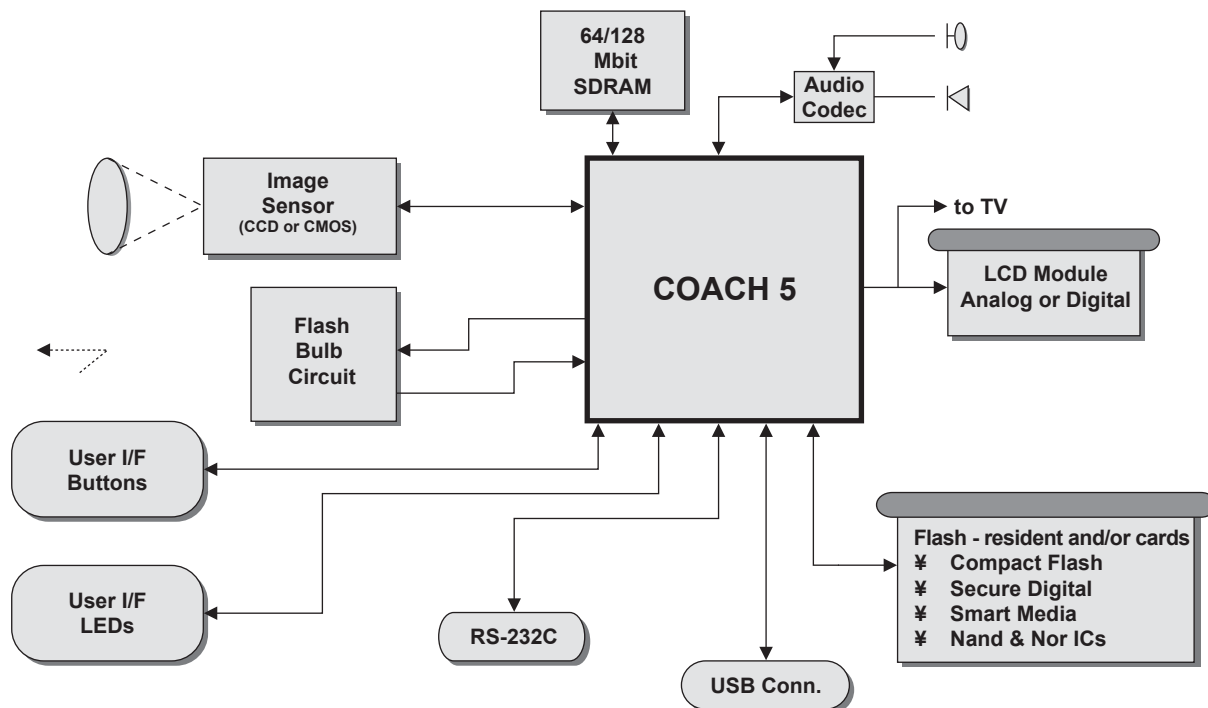 64/128
Mbit
SDRAM
Audio
Codec
Image
Sensor
(CCD or CMOS)
to TV
COACH 5
LCD Module
Analog or Digital
Flash
Bulb
Circuit
User I/F
Buttons
Flash - resident and/or cards
¥ Compact Flash
¥ Secure Digital
¥ Smart Media
¥ Nand & Nor ICs
User I/F
LEDs
RS-232C
USB Conn.